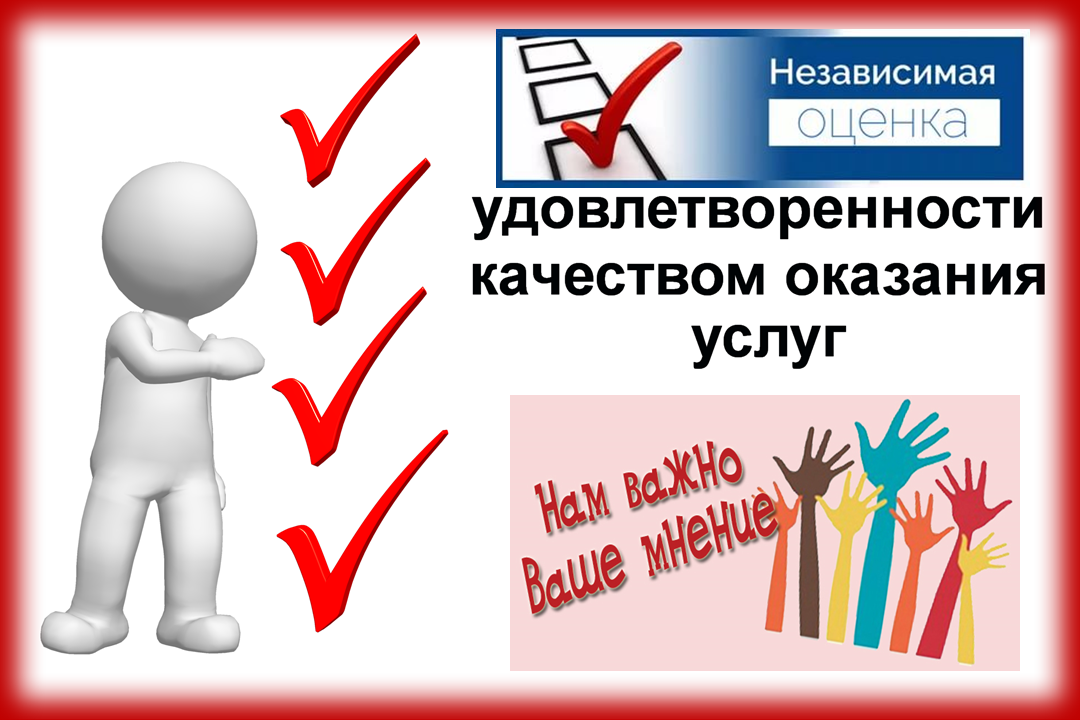 Независимая
оценка
удовлетворенности
качеством оказания
услуг
Нам важно
Ваше мнение